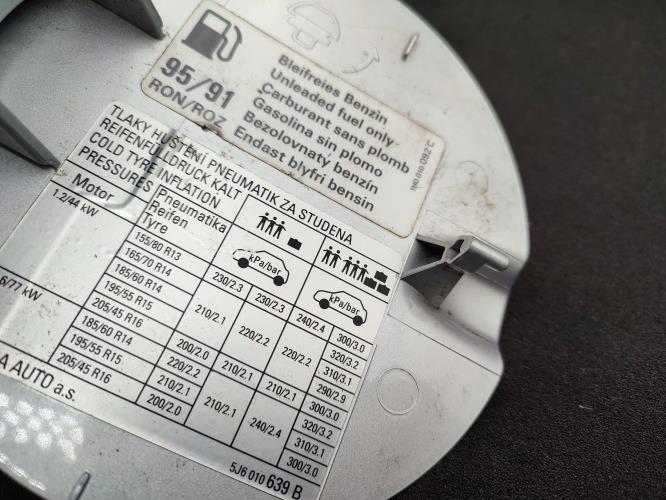 95/91
RON/ROZ
Bleifreies Benzin
Unleaded fuel only
Carburant sans plomb
Gasolina sin plomo
Bezolovnatý benzín
Endast blyfri bensin
TLAKY HUŠTĚNÍ PNEUMATIK ZA STUDENA
REIFENFÜLLDRUCK KALT
COLD TYRE INFLATION
PRESSURES
Motor
Pneumatika
Reifen
Tyre
kPa/bar
kPa/bar
1.2/44 kW
155/80 R13
165/70 R14 230/2.3 230/2.3 240/2.4 300/3.0
185/60 R14 320/3.2
195/55 R15 210/2.1 220/2.2 220/2.2 310/3.1
205/45 R16 290/2.9
6/77 kW
185/60 R14 200/2.0 210/2.1 210/2.1 300/3.0
195/55 R15 220/2.2 320/3.2
205/45 R16 210/2.1 210/2.1 240/2.4 310/3.1
200/2.0 300/3.0
A AUTO a.s.
5J6 010 639 B